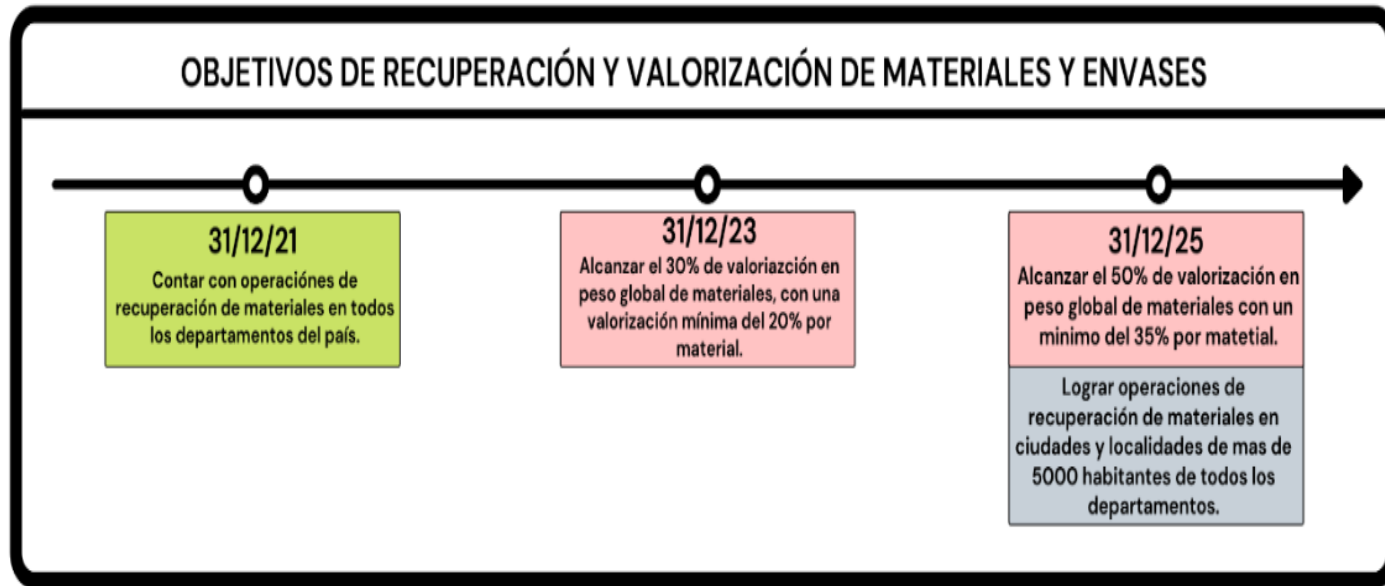 OBJETIVOS DE RECUPERACIÓN Y VALORIZACIÓN DE MATERIALES Y ENVASES
31/12/21
Contar con operaciónes de
recuperación de materiales en todos
los departamentos del país.
31/12/23
Alcanzar el 30% de valoriazción en
peso global de materiales, con una
valorización mínima del 20% por
material.
31/12/25
Alcanzar el 50% de valorización en
peso global de materiales con un
minimo del 35% por matetial.
Lograr operaciones de
recuperación de materiales en
ciudades y localidades de mas de
5000 habitantes de todos los
departamentos.